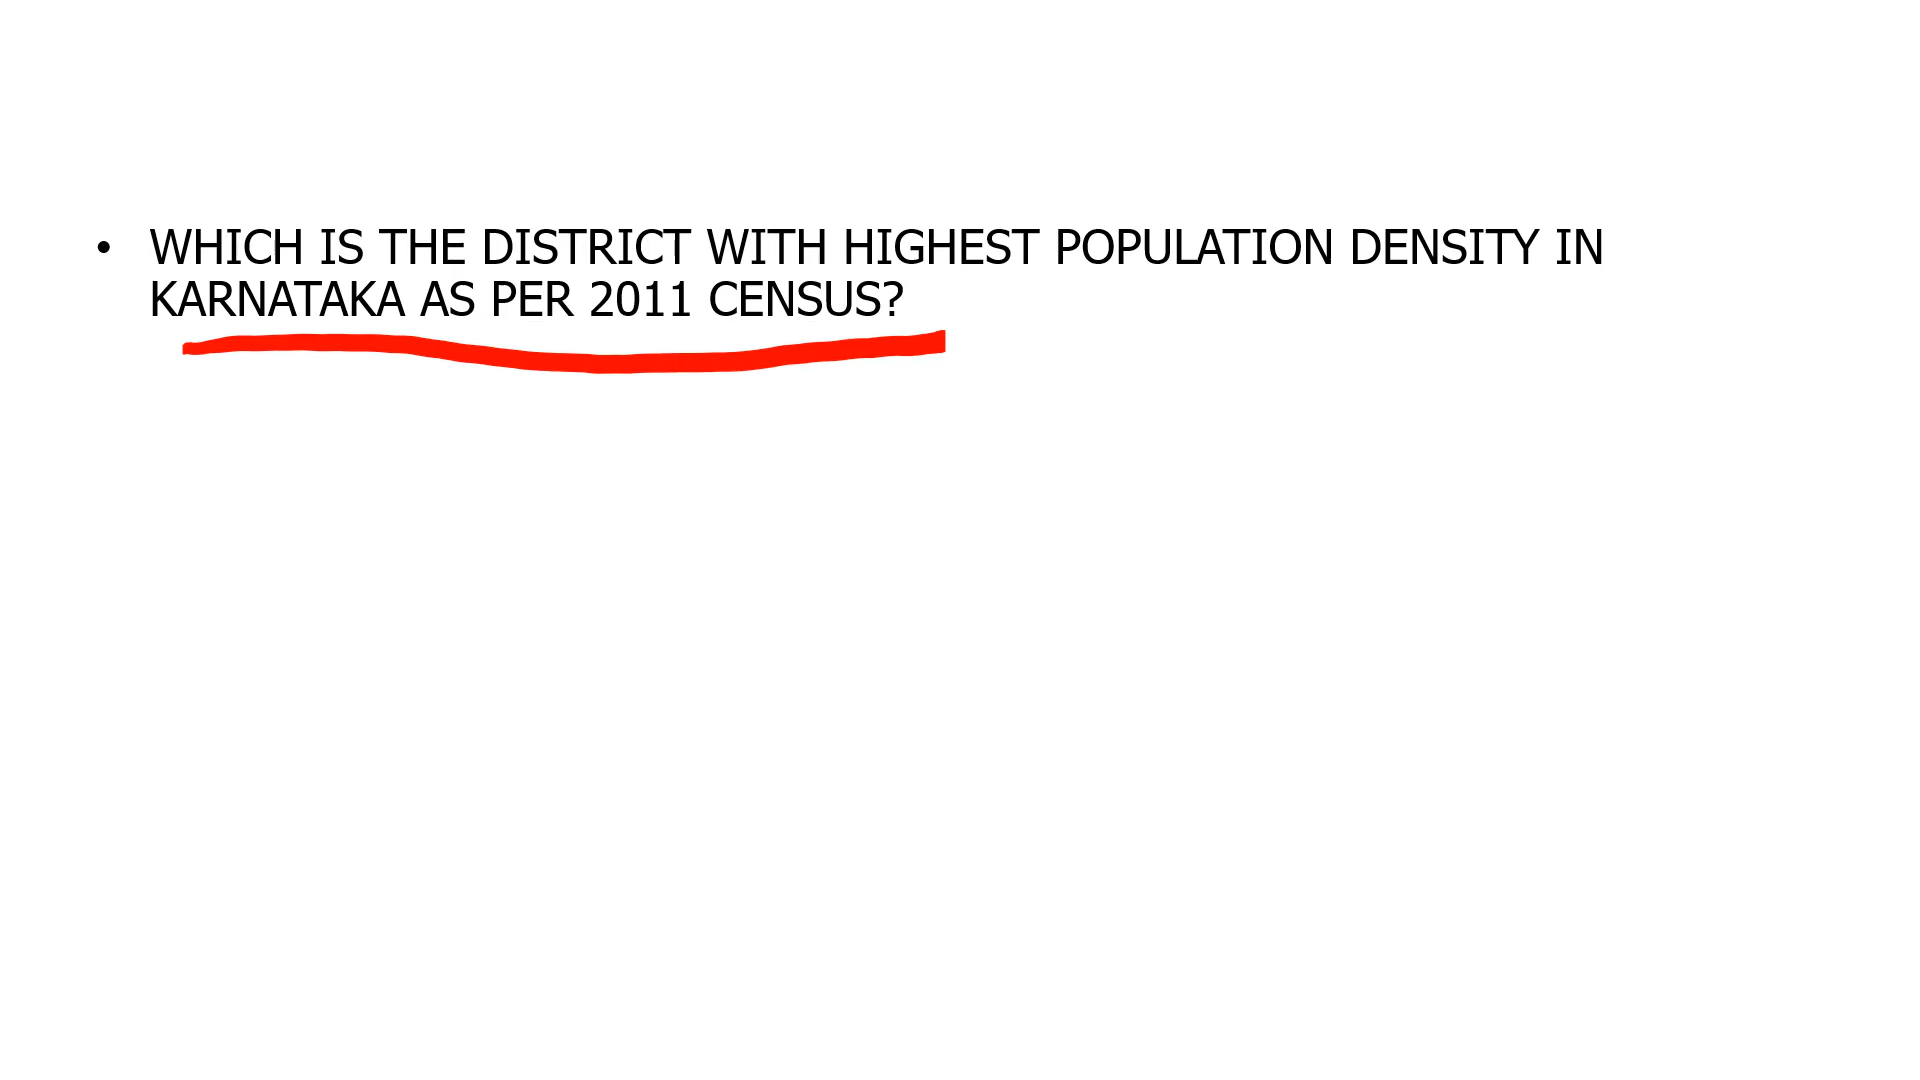 • WHICH IS THE DISTRICT WITH HIGHEST POPULATION DENSITY IN
KARNATAKA AS PER 2011 CENSUS?